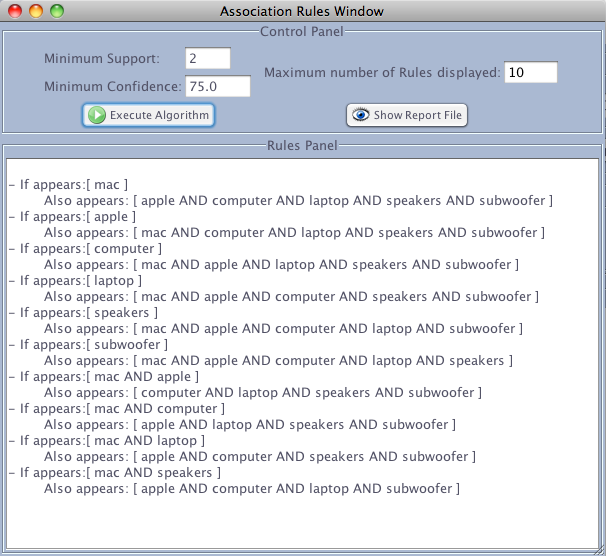 Association Rules Window
Control Panel
Minimum Support: 2
Maximum number of Rules displayed: 10
Minimum Confidence: 75.0
Execute Algorithm Show Report File
Rules Panel
- If appears:[ mac ]
Also appears: [ apple AND computer AND laptop AND speakers AND subwoofer ]
- If appears:[ apple ]
Also appears: [ mac AND computer AND laptop AND speakers AND subwoofer ]
- If appears:[ computer ]
Also appears: [ mac AND apple AND laptop AND speakers AND subwoofer ]
- If appears:[ laptop ]
Also appears: [ mac AND apple AND computer AND speakers AND subwoofer ]
- If appears:[ speakers ]
Also appears: [ mac AND apple AND computer AND laptop AND subwoofer ]
- If appears:[ subwoofer ]
Also appears: [ mac AND apple AND computer AND laptop AND speakers ]
- If appears:[ mac AND apple ]
Also appears: [ computer AND laptop AND speakers AND subwoofer ]
- If appears:[ mac AND computer ]
Also appears: [ apple AND laptop AND speakers AND subwoofer ]
- If appears:[ mac AND laptop ]
Also appears: [ apple AND computer AND speakers AND subwoofer ]
- If appears:[ mac AND speakers ]
Also appears: [ apple AND computer AND laptop AND subwoofer ]